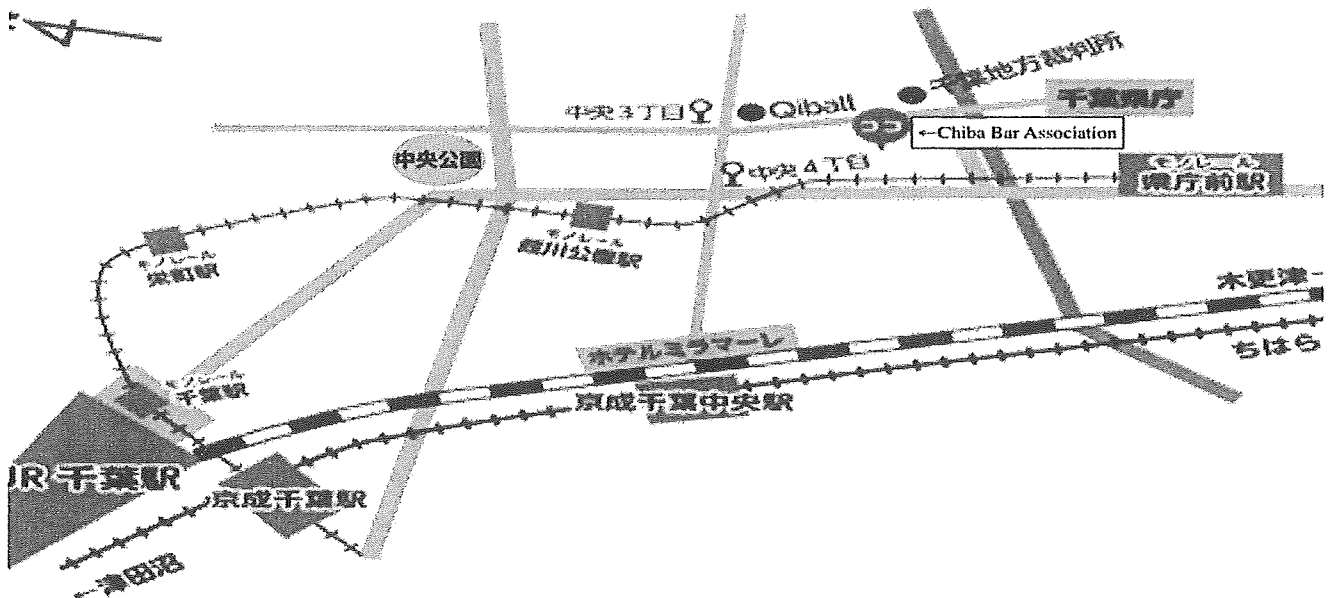 千葉地方裁判所
千葉県庁
中央3丁目
Qiball
ココ
←Chiba Bar Association
中央公園
中央4丁目
モノレール
県庁前駅
モノレール
栄町駅
モノレール
葭川公園駅
木更津→
ホテルミラマーレ
ちはら
モノレール
千葉駅
京成千葉中央駅
JR 千葉駅
京成千葉駅
←津田沼